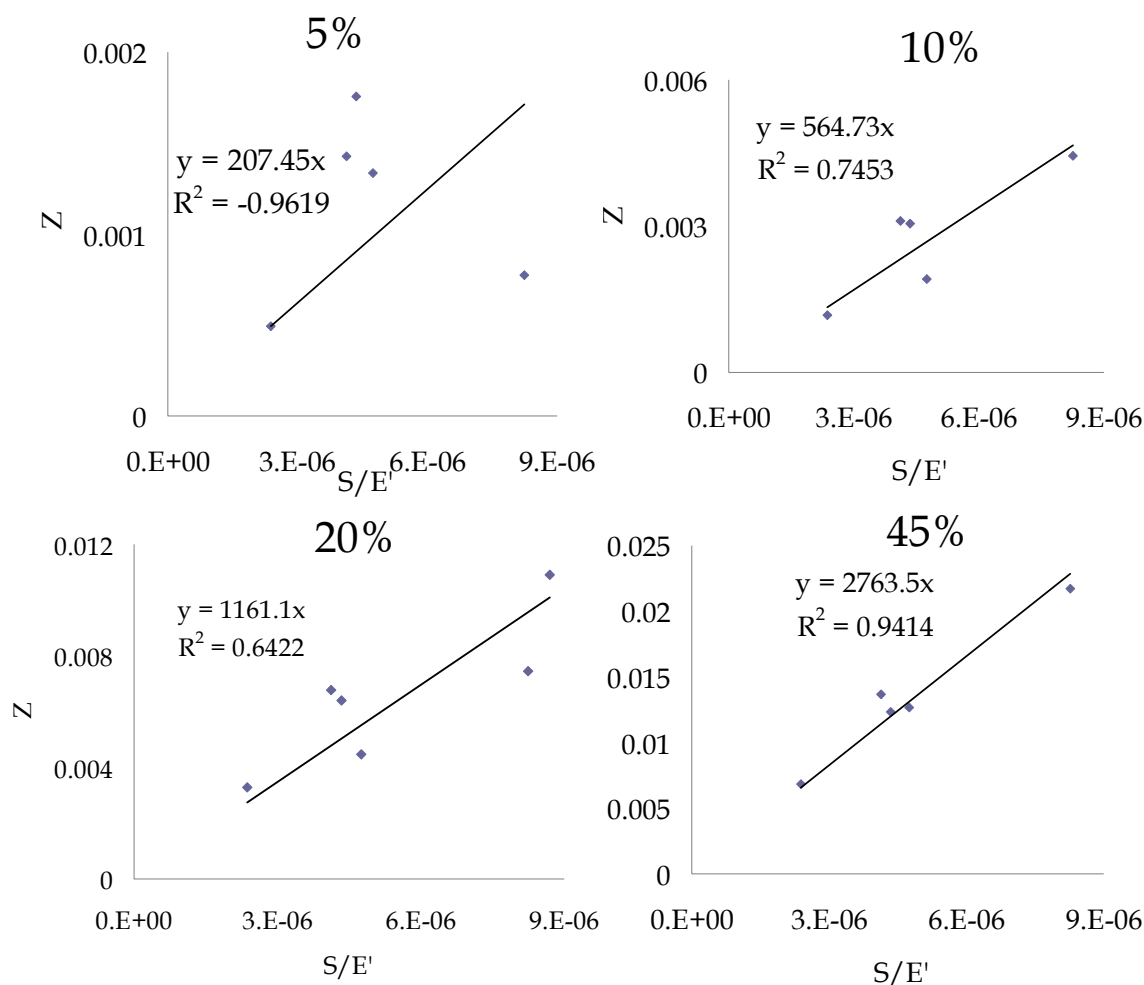 5%
0.002
y = 207.45x
R² = -0.9619
Z
0.001
0
0.E+00 3.E-06 6.E-06 9.E-06
S/E'
10%
0.006
y = 564.73x
R² = 0.7453
Z
0.003
0
0.E+00 3.E-06 6.E-06 9.E-06
S/E'
20%
0.012
y = 1161.1x
R² = 0.6422
0.008
Z
0.004
0
0.E+00 3.E-06 6.E-06 9.E-06
S/E'
45%
0.025
y = 2763.5x
0.02
R² = 0.9414
0.015
0.01
0.005
0
0.E+00 3.E-06 6.E-06 9.E-06
S/E'